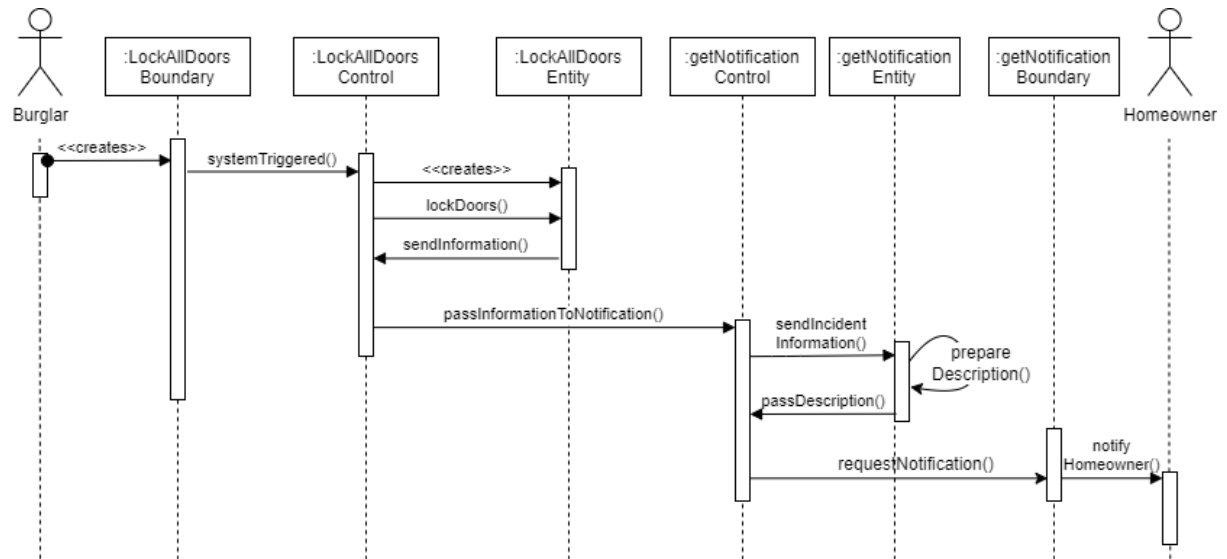 :LockAllDoors
Boundary
:LockAllDoors
Control
:LockAllDoors
Entity
:getNotification
Control
:getNotification
Entity
:getNotification
Boundary
Burglar
Homeowner
<<creates>>
systemTriggered()
<<creates>>
lockDoors()
sendInformation()
passInformationToNotification()
sendIncident
Information()
prepare
Description()
passDescription()
requestNotification()
notify
Homeowner()